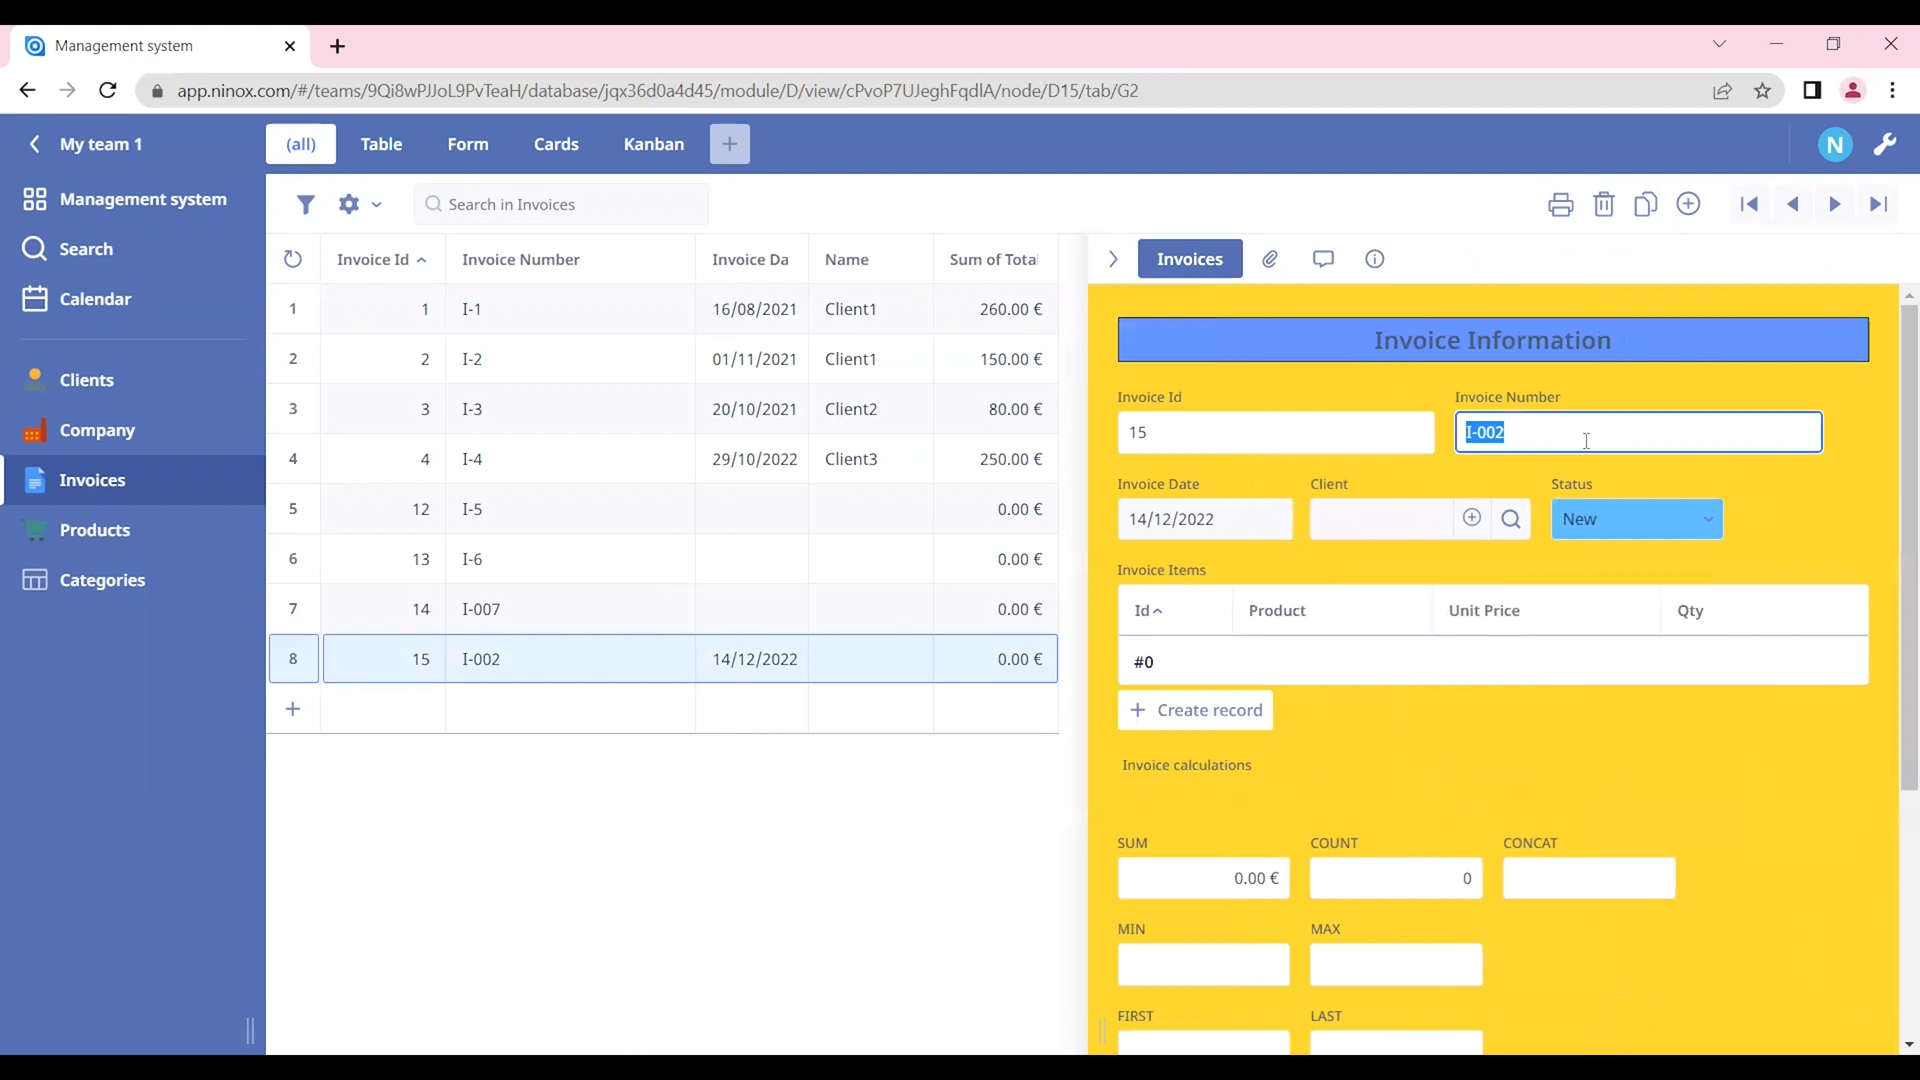 Management system
app.ninox.com/#/teams/9Qi8wPJJoL9PvTeaH/database/jqx36d0a4d45/module/D/view/cPvoP7UJeghFqdlA/node/D15/tab/G2
My team 1
(all) Table Form Cards Kanban
N
Management system
Search
Calendar
Clients
Company
Invoices
Products
Categories
Search in Invoices
Invoice Id Invoice Number Invoice Da Name Sum of Total
1 1 I-1 16/08/2021 Client1 260.00 €
2 2 I-2 01/11/2021 Client1 150.00 €
3 3 I-3 20/10/2021 Client2 80.00 €
4 4 I-4 29/10/2022 Client3 250.00 €
5 12 I-5 0.00 €
6 13 I-6 0.00 €
7 14 I-007 0.00 €
8 15 I-002 14/12/2022 0.00 €
Invoices
Invoice Information
Invoice Id Invoice Number
15 I-002
Invoice Date Client Status
14/12/2022 New
Invoice Items
Id Product Unit Price Qty
#0
Create record
Invoice calculations
SUM COUNT CONCAT
0.00 € 0
MIN MAX
FIRST LAST